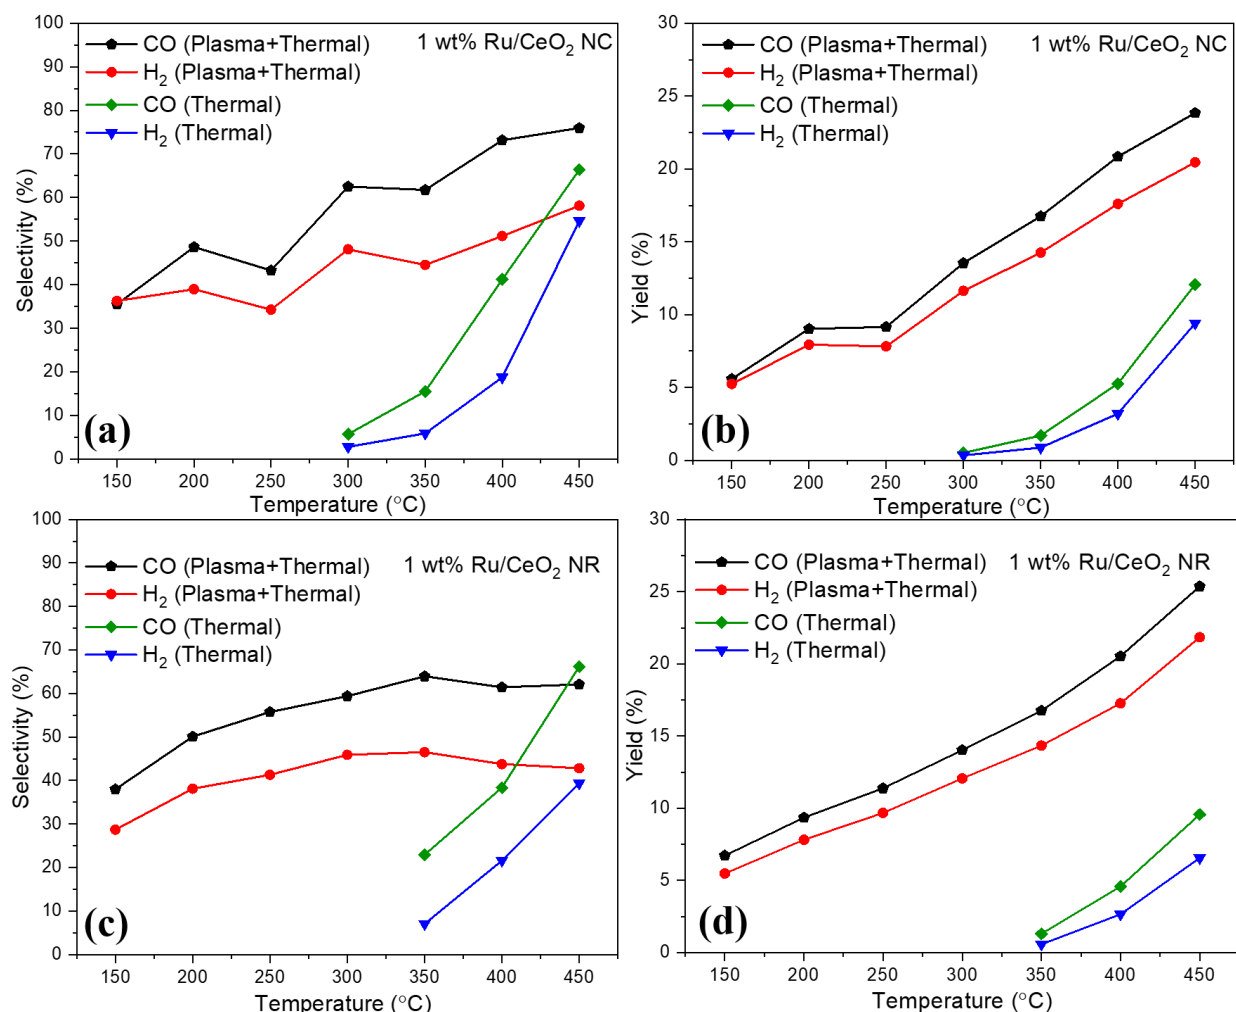 CO (Plasma+Thermal)
H2 (Plasma+Thermal)
CO (Thermal)
H2 (Thermal)
1 wt% Ru/CeO2 NC
Selectivity (%)
100
90
80
70
60
50
40
30
20
10
0
(a)
150 200 250 300 350 400 450
Temperature (°C)
CO (Plasma+Thermal)
H2 (Plasma+Thermal)
CO (Thermal)
H2 (Thermal)
1 wt% Ru/CeO2 NC
Yield (%)
30
25
20
15
10
5
0
(b)
150 200 250 300 350 400 450
Temperature (°C)
CO (Plasma+Thermal)
H2 (Plasma+Thermal)
CO (Thermal)
H2 (Thermal)
1 wt% Ru/CeO2 NR
Selectivity (%)
100
90
80
70
60
50
40
30
20
10
0
(c)
150 200 250 300 350 400 450
Temperature (°C)
CO (Plasma+Thermal)
H2 (Plasma+Thermal)
CO (Thermal)
H2 (Thermal)
1 wt% Ru/CeO2 NR
Yield (%)
30
25
20
15
10
5
0
(d)
150 200 250 300 350 400 450
Temperature (°C)